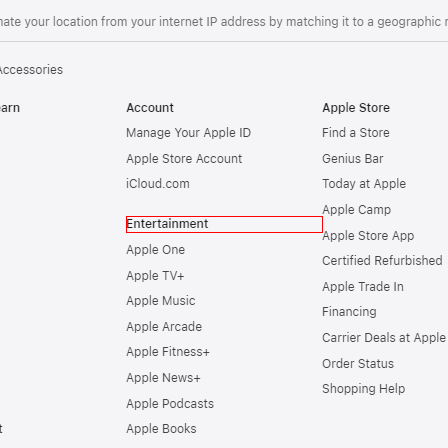 your location from your internet IP address by matching it to a geographic
Accessories
Account
Manage Your Apple ID
Apple Store Account
iCloud.com
Entertainment
Apple One
Apple TV+
Apple Music
Apple Arcade
Apple Fitness+
Apple News+
Apple Podcasts
Apple Books
Apple Store
Find a Store
Genius Bar
Today at Apple
Apple Camp
Apple Store App
Certified Refurbished
Apple Trade In
Financing
Carrier Deals at Apple
Order Status
Shopping Help